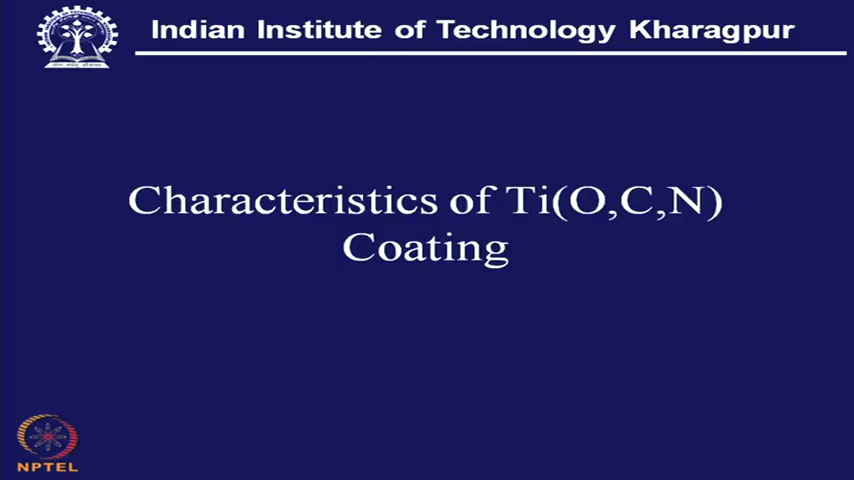 Indian Institute of Technology Kharagpur
Characteristics of Ti(O,C,N)
Coating
NPTEL